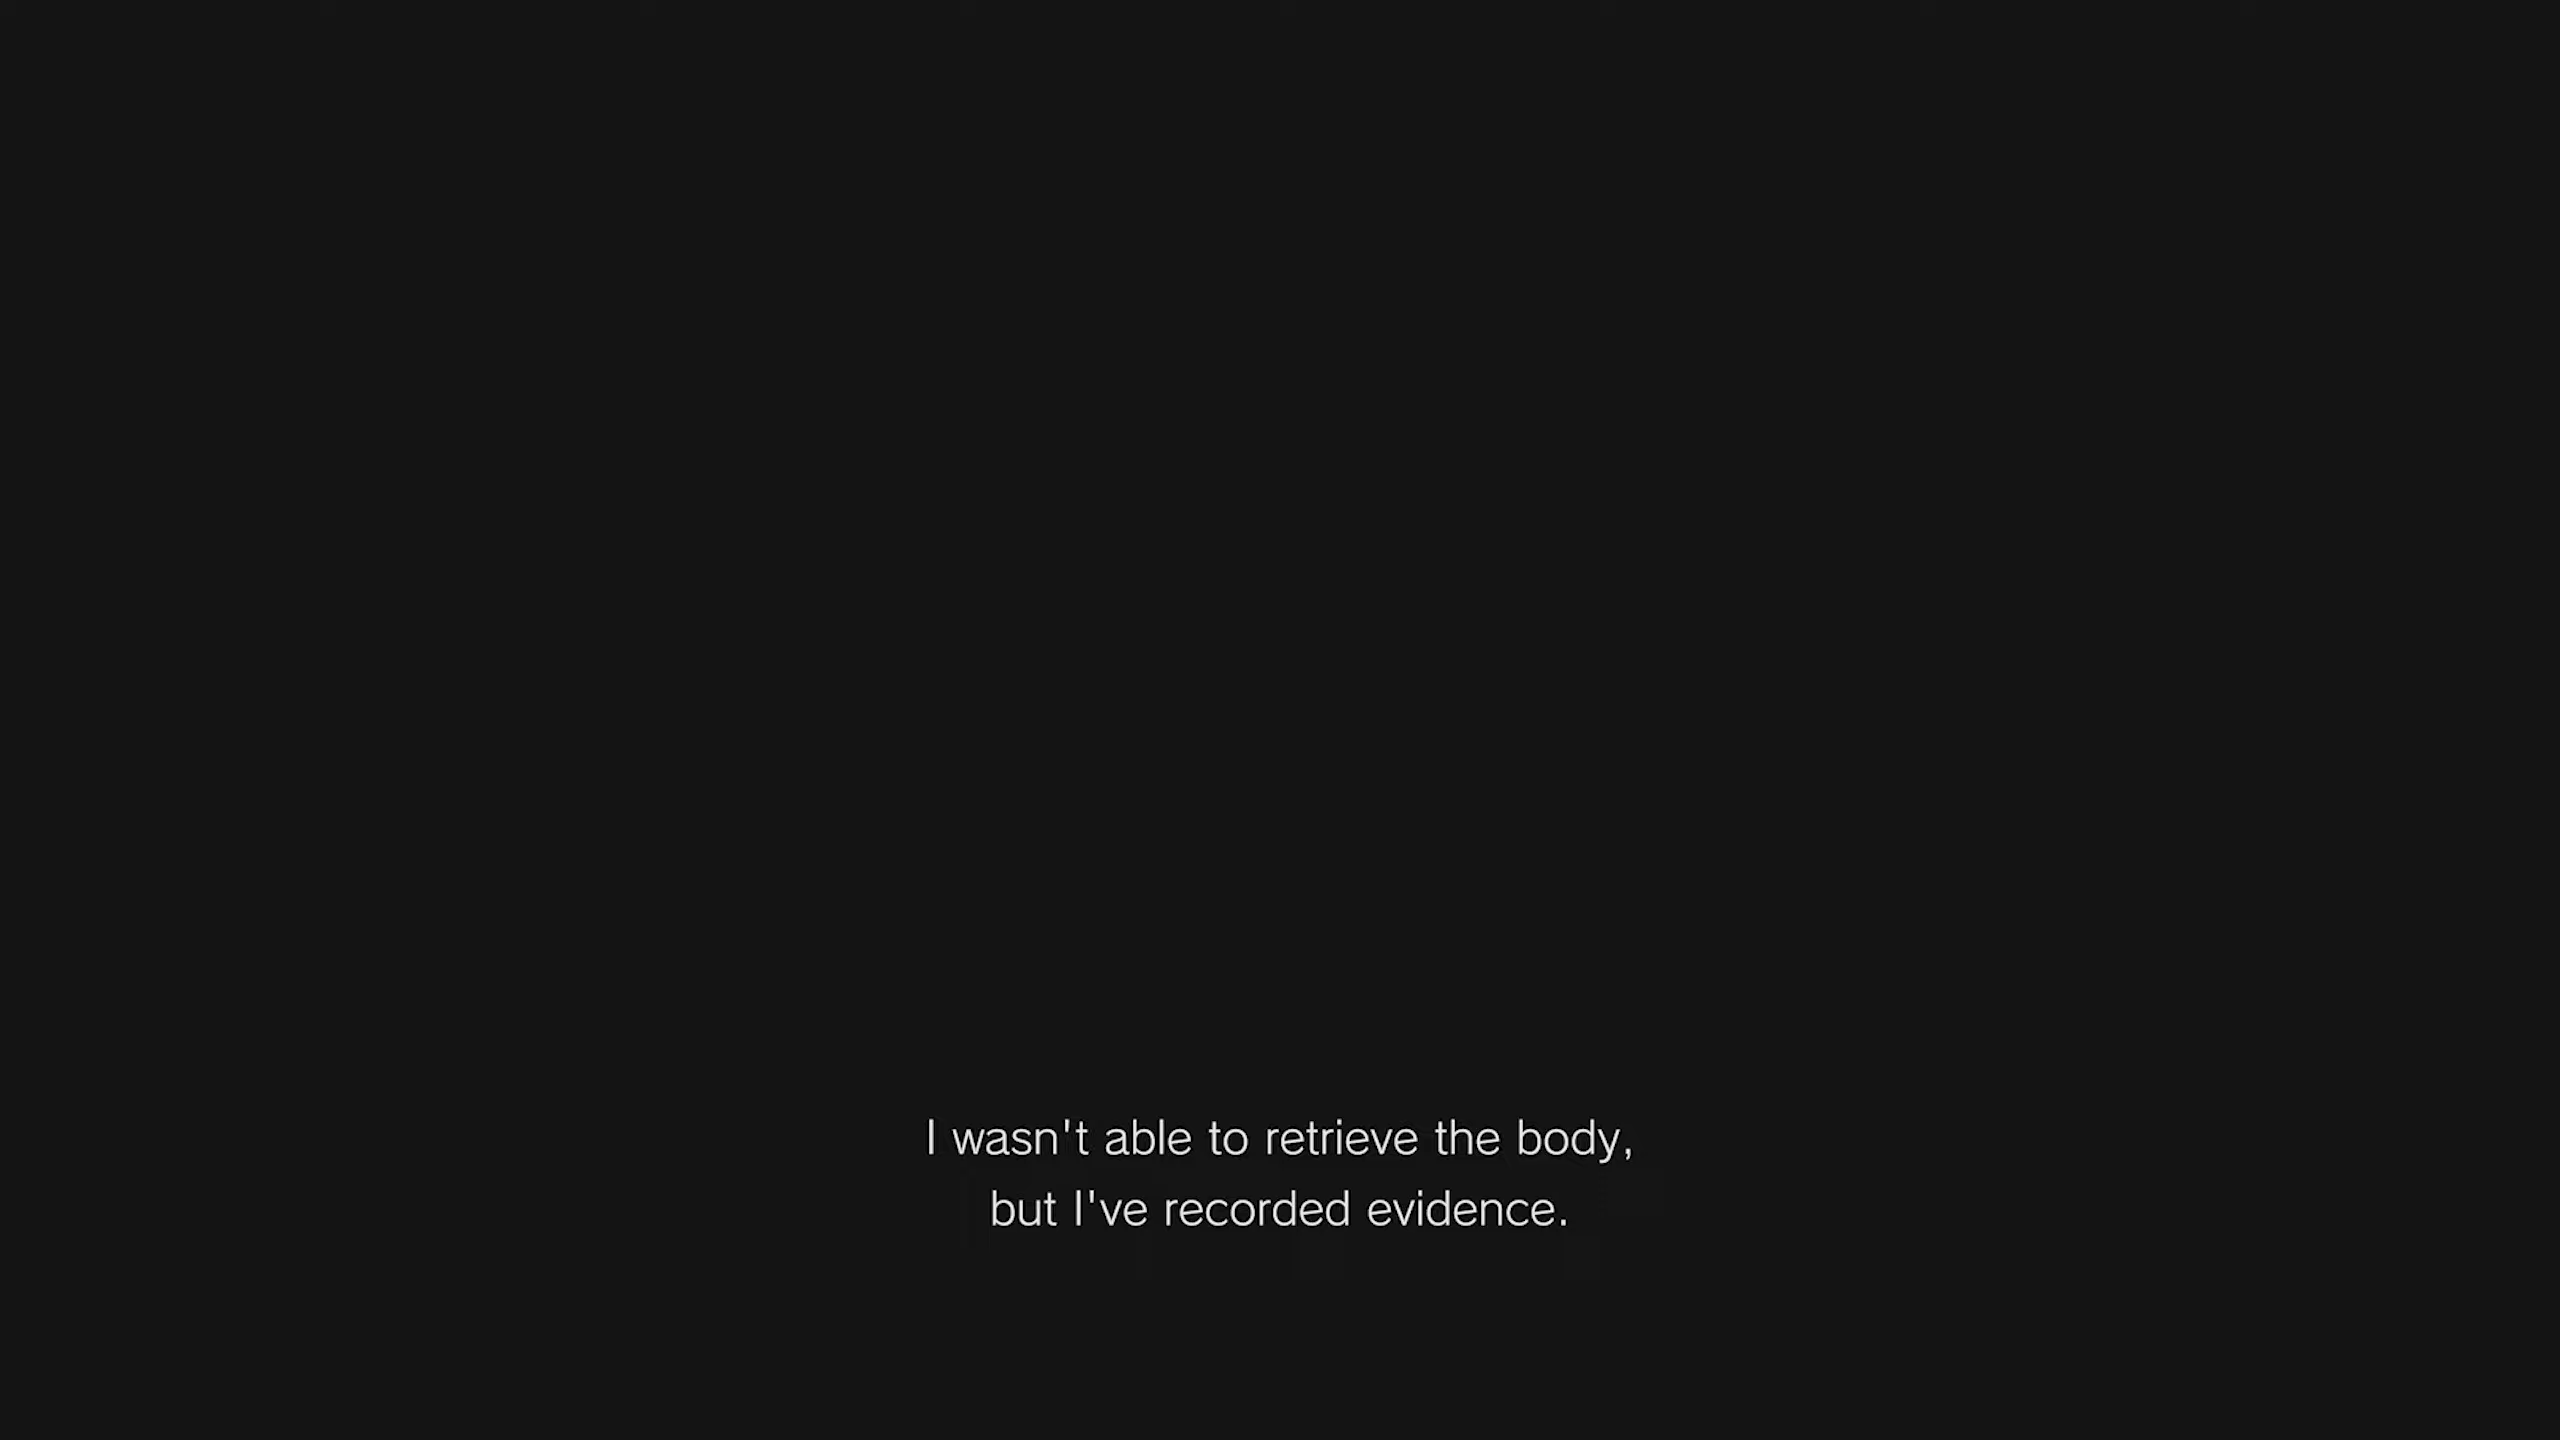 I wasn't able to retrieve the body,
but I've recorded evidence.